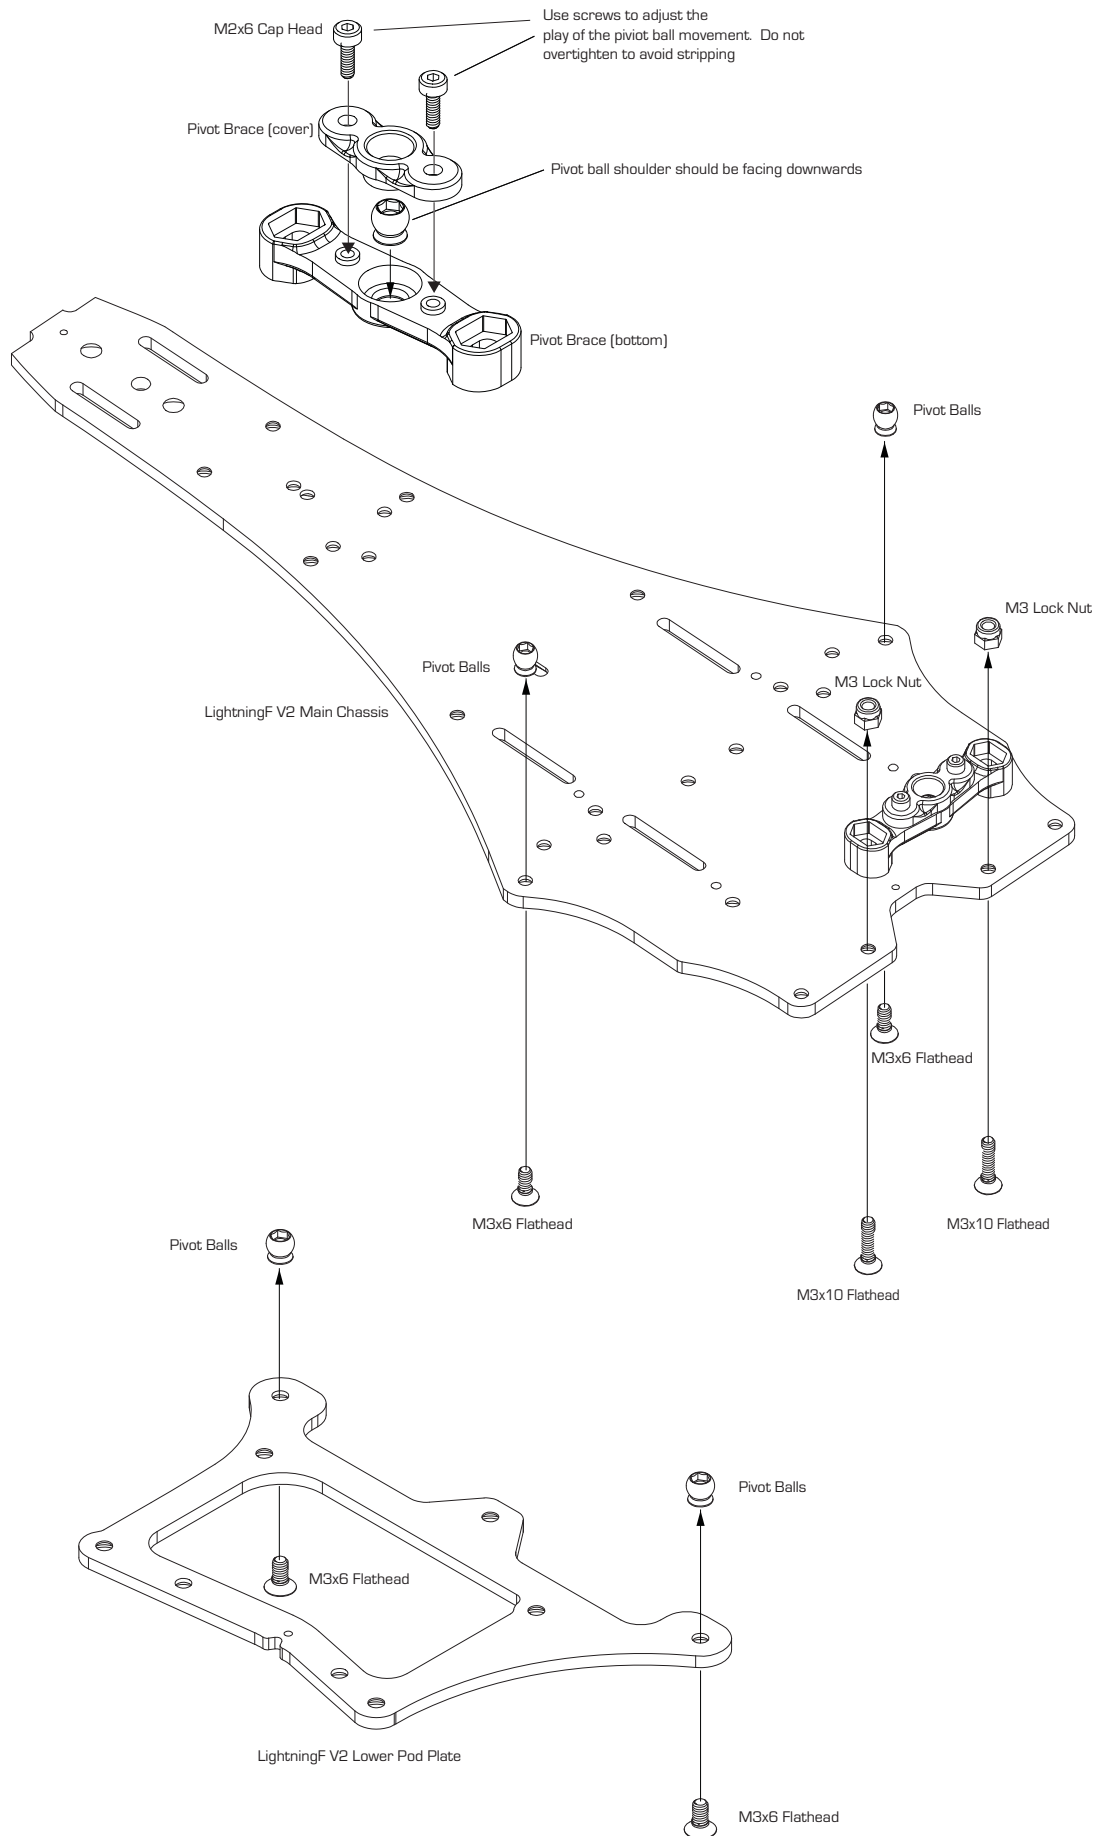 M2x6 Cap Head
Use screws to adjust the
play of the piviot ball movement.  Do not
overtighten to avoid stripping
Pivot Brace (cover)
Pivot ball shoulder should be facing downwards
Pivot Brace (bottom)
Pivot Balls
M3 Lock Nut
Pivot Balls
M3 Lock Nut
LightningF V2 Main Chassis
M3x6 Flathead
M3x6 Flathead
M3x10 Flathead
Pivot Balls
M3x10 Flathead
Pivot Balls
M3x6 Flathead
LightningF V2 Lower Pod Plate
M3x6 Flathead